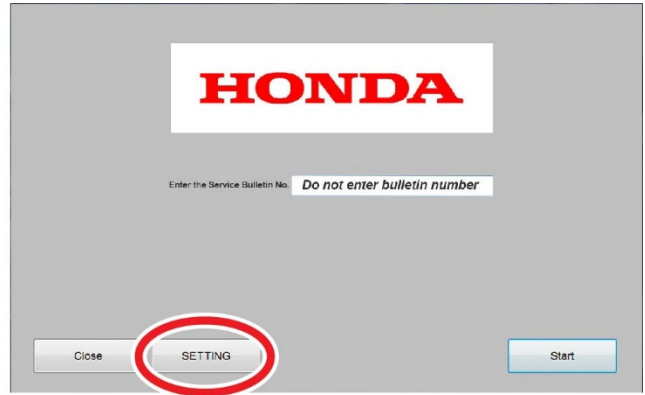 HONDA
Enter the Service Bulletin No. Do not enter bulletin number
Close SETTING Start